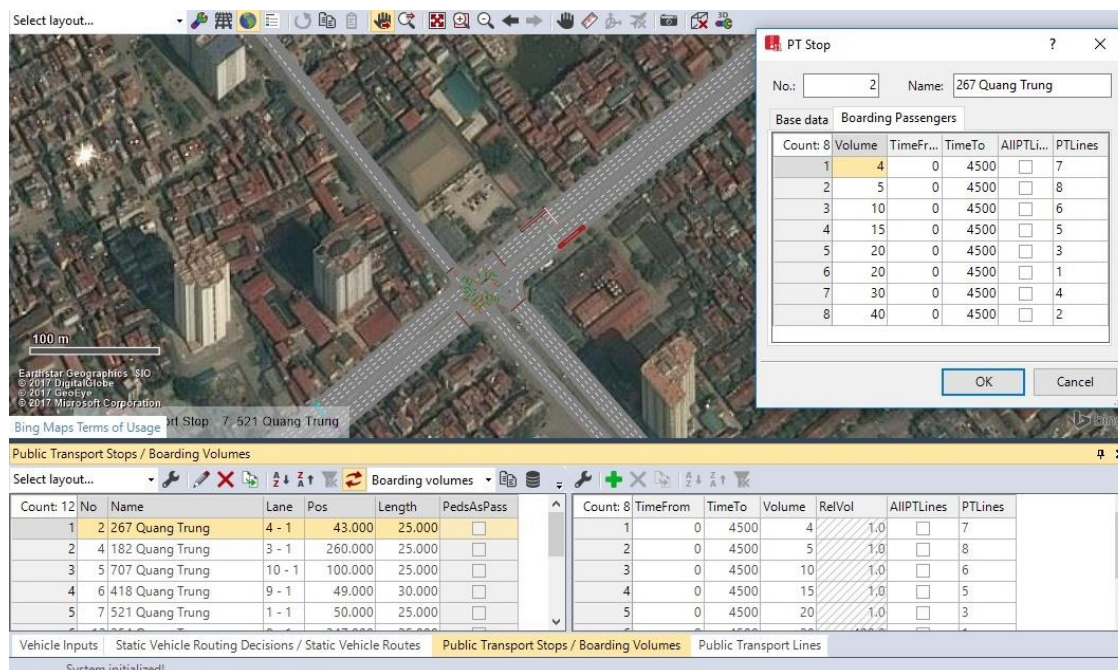 Select layout...
3D
PT Stop ? X
No.: 2 Name: 267 Quang Trung
Base data Boarding Passengers
Count: 8 Volume TimeFr... TimeTo AllPTLi... PTLines
1 4 0 4500 7
2 5 0 4500 8
3 10 0 4500 6
4 15 0 4500 5
5 20 0 4500 3
6 20 0 4500 1
7 30 0 4500 4
8 40 0 4500 2
OK Cancel
100 m
Earthstar Geographics SIO
© 2017 DigitalGlobe
© 2017 GeoEye
© 2017 Microsoft Corporation
Bing Maps Terms of Usage ort Stop: 7: 521 Quang Trung
Public Transport Stops / Boarding Volumes
Select layout... Boarding volumes
Count: 12 No Name Lane Pos Length PedsAsPass
1 2 267 Quang Trung 4 - 1 43.000 25.000
2 4 182 Quang Trung 3 - 1 260.000 25.000
3 5 707 Quang Trung 10 - 1 100.000 25.000
4 6 418 Quang Trung 9 - 1 49.000 30.000
5 7 521 Quang Trung 1 - 1 50.000 25.000
Count: 8 TimeFrom TimeTo Volume RelVol AllPTLines PTLines
1 0 4500 4 1.0 7
2 0 4500 5 1.0 8
3 0 4500 10 1.0 6
4 0 4500 15 1.0 5
5 0 4500 20 1.0 3
Vehicle Inputs Static Vehicle Routing Decisions / Static Vehicle Routes Public Transport Stops / Boarding Volumes Public Transport Lines
System initialized!